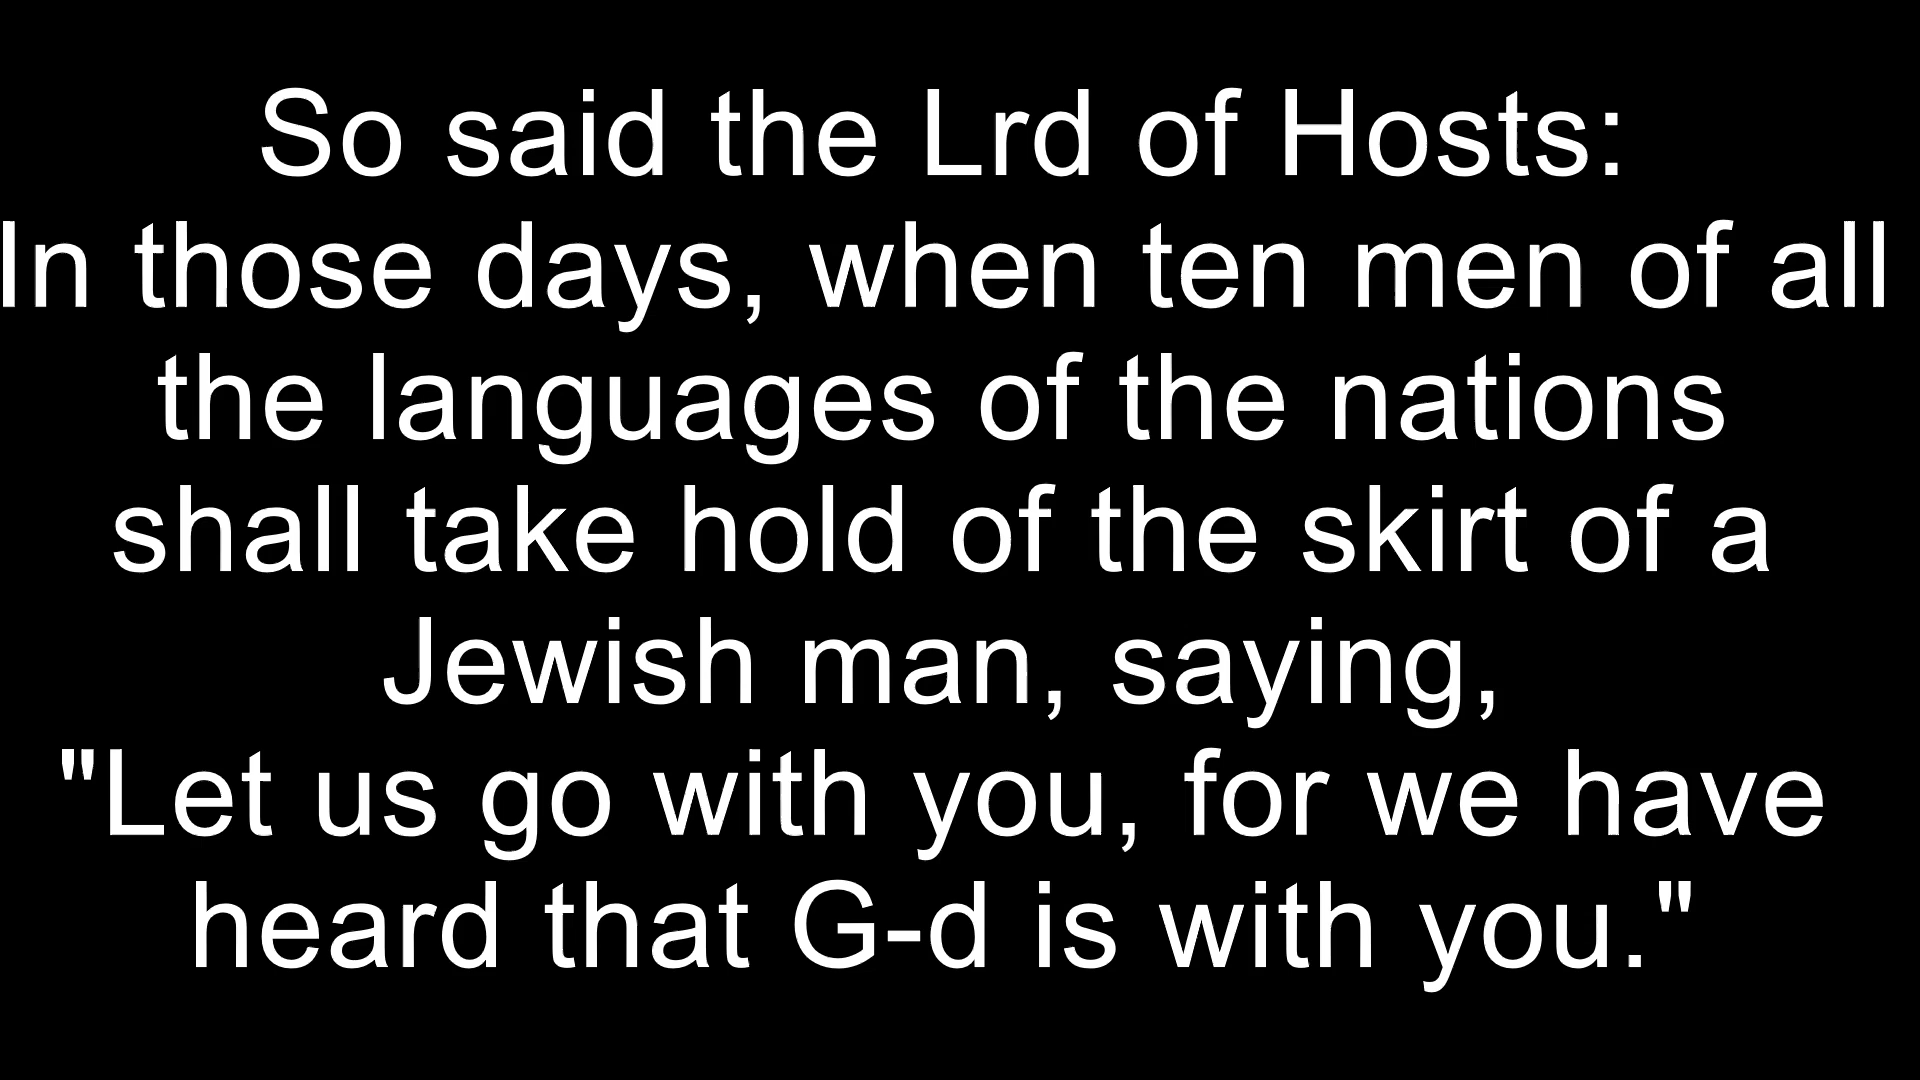 So said the Lrd of Hosts:
In those days, when ten men of all
the languages of the nations
shall take hold of the skirt of a
Jewish man, saying,
"Let us go with you, for we have
heard that G-d is with you."